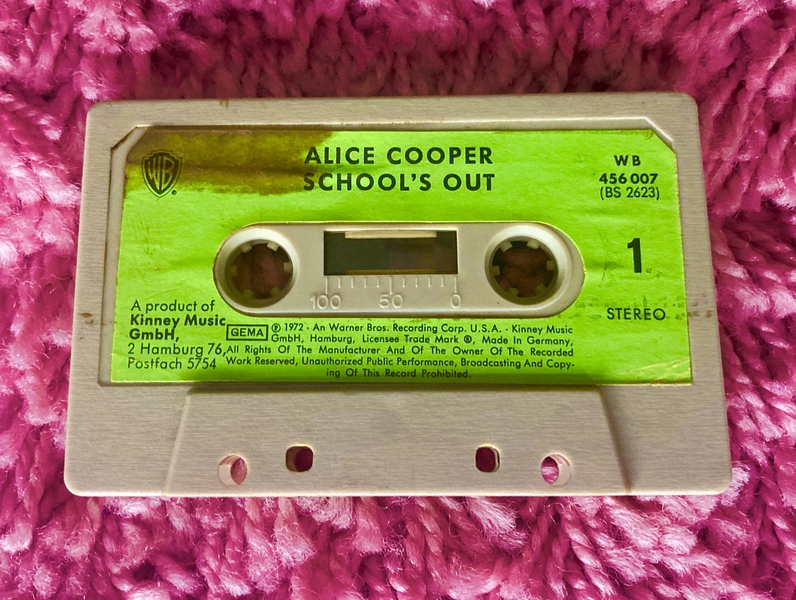 ALICE COOPER
SCHOOL'S OUT
WB
WB
456 007
(BS 2623)
1
STEREO
100 50 0
A product of
Kinney Music
GmbH,
2 Hamburg 76,
Postfach 5754
GEMA
℗ 1972 · An Warner Bros. Recording Corp. U.S.A. · Kinney Music
GmbH, Hamburg, Licensee Trade Mark ®, Made In Germany,
All Rights Of The Manufacturer And Of The Owner Of The Recorded
Work Reserved, Unauthorized Public Performance, Broadcasting And Copy-
ing Of This Record Prohibited.